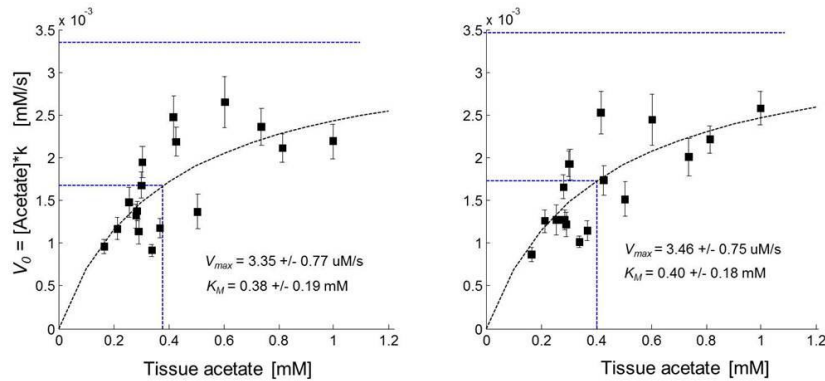 x 10⁻³
3.5
3
2.5
2
1.5
1
0.5
0
V₀ = [Acetate]*k [mM/s]
Vmax = 3.35 +/- 0.77 uM/s
KM = 0.38 +/- 0.19 mM
0 0.2 0.4 0.6 0.8 1 1.2
Tissue acetate [mM]
x 10⁻³
3.5
3
2.5
2
1.5
1
0.5
0
Vmax = 3.46 +/- 0.75 uM/s
KM = 0.40 +/- 0.18 mM
0 0.2 0.4 0.6 0.8 1 1.2
Tissue acetate [mM]